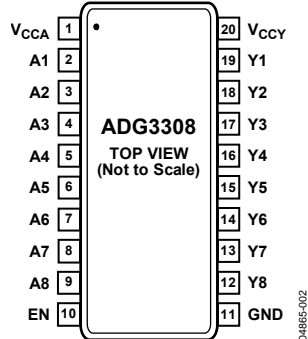 VCCA 1 20 VCCY
A1 2 19 Y1
A2 3 18 Y2
A3 4 17 Y3
ADG3308
A4 5 TOP VIEW 16 Y4
(Not to Scale)
A5 6 15 Y5
A6 7 14 Y6
A7 8 13 Y7
A8 9 12 Y8
EN 10 11 GND
04865-002